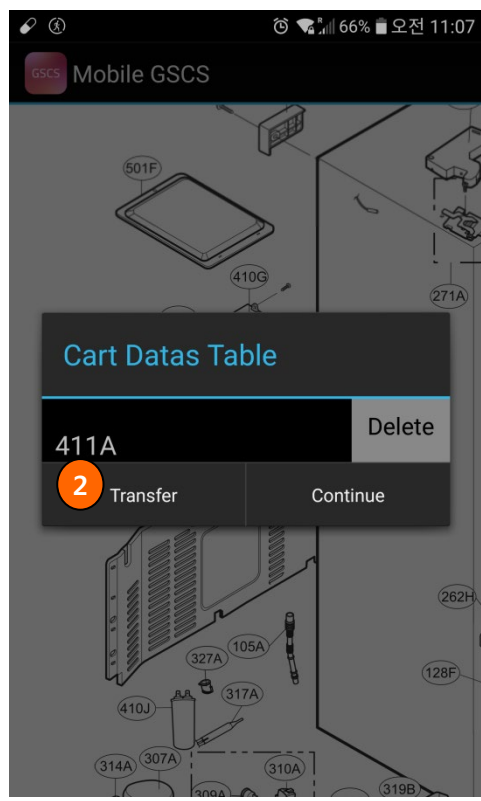 66% 오전 11:07
GSCS Mobile GSCS
501F
410G
271A
Cart Datas Table
411A
Delete
2
Transfer
Continue
262H
105A
327A
128F
317A
410J
314A
307A
310A
309A
319B